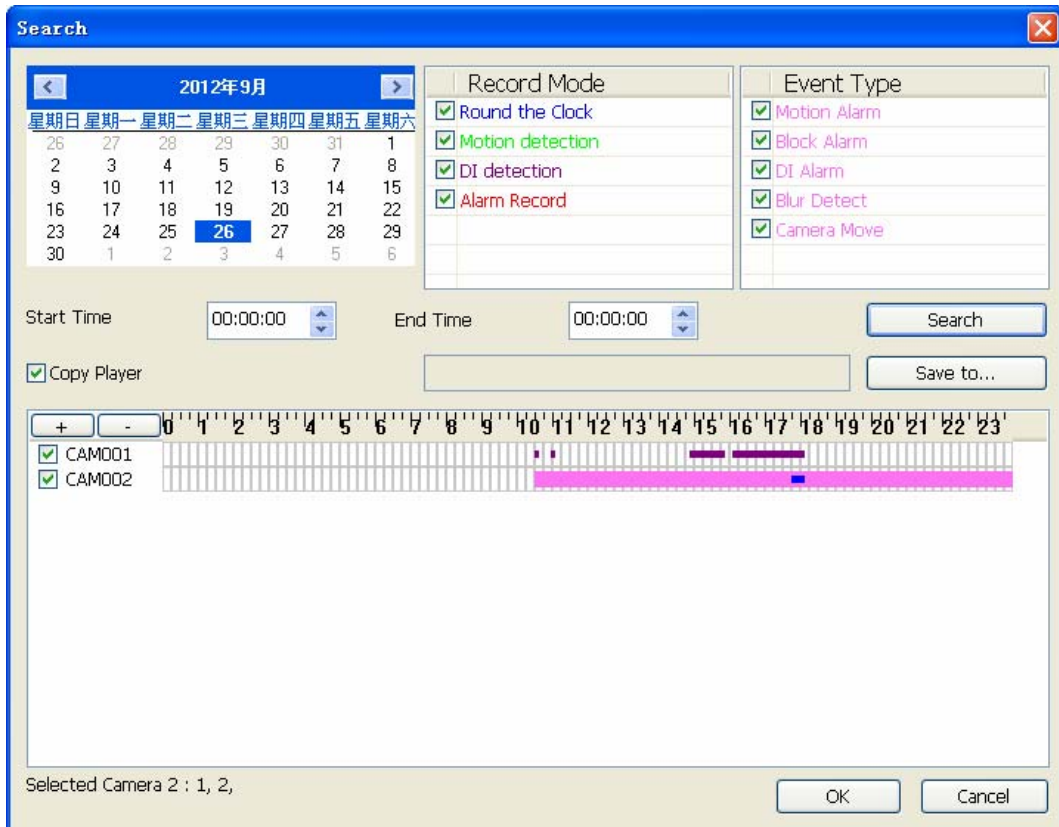 Search
2012年9月
星期日 星期一 星期二 星期三 星期四 星期五 星期六
26 27 28 29 30 31 1
2 3 4 5 6 7 8
9 10 11 12 13 14 15
16 17 18 19 20 21 22
23 24 25 26 27 28 29
30 1 2 3 4 5 6
Record Mode
Round the Clock
Motion detection
DI detection
Alarm Record
Event Type
Motion Alarm
Block Alarm
DI Alarm
Blur Detect
Camera Move
Start Time 00:00:00 End Time 00:00:00 Search
Copy Player Save to...
+ - 0 1 2 3 4 5 6 7 8 9 10 11 12 13 14 15 16 17 18 19 20 21 22 23
CAM001
CAM002
Selected Camera 2 : 1, 2,
OK Cancel